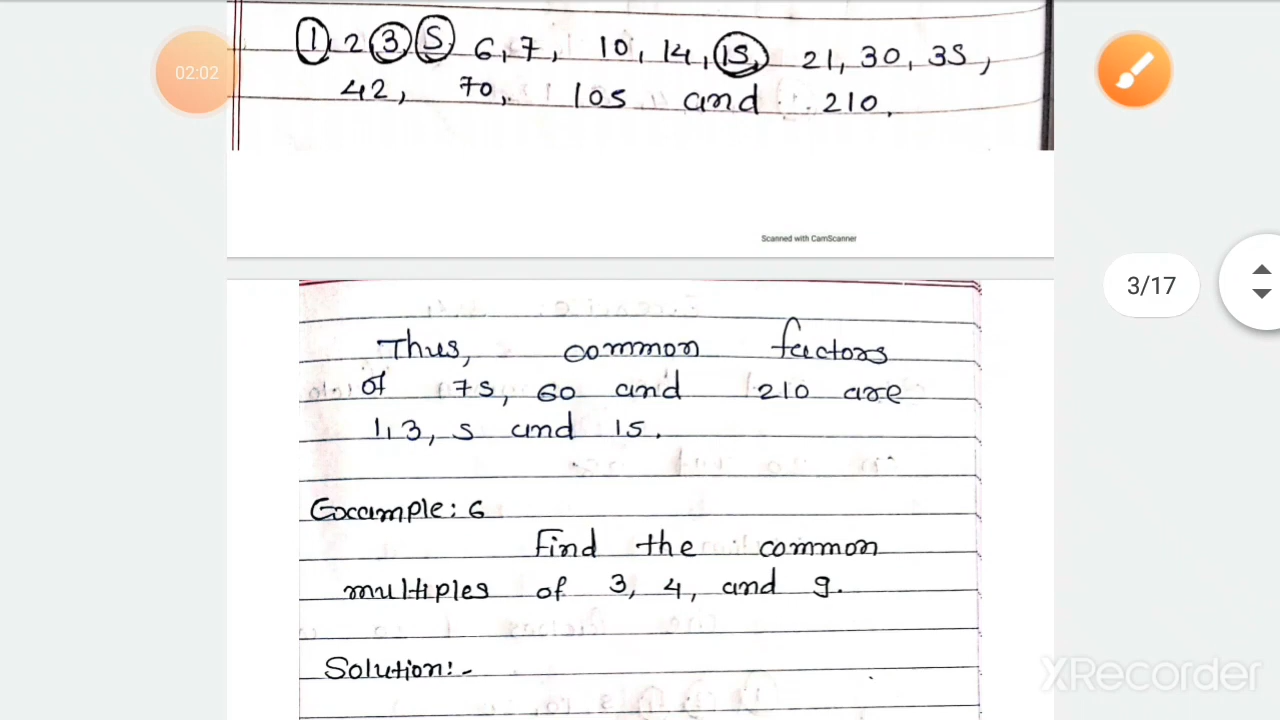 1, 2, 3, 5, 6, 7, 10, 14, 15, 21, 30, 35,
42, 70, 105 and 210.
02:02
Scanned with CamScanner
3/17
Thus, common factors
of 75, 60 and 210 are
1, 3, 5 and 15.
Example: 6
Find the common
multiples of 3, 4, and 9.
Solution:-
XRecorder